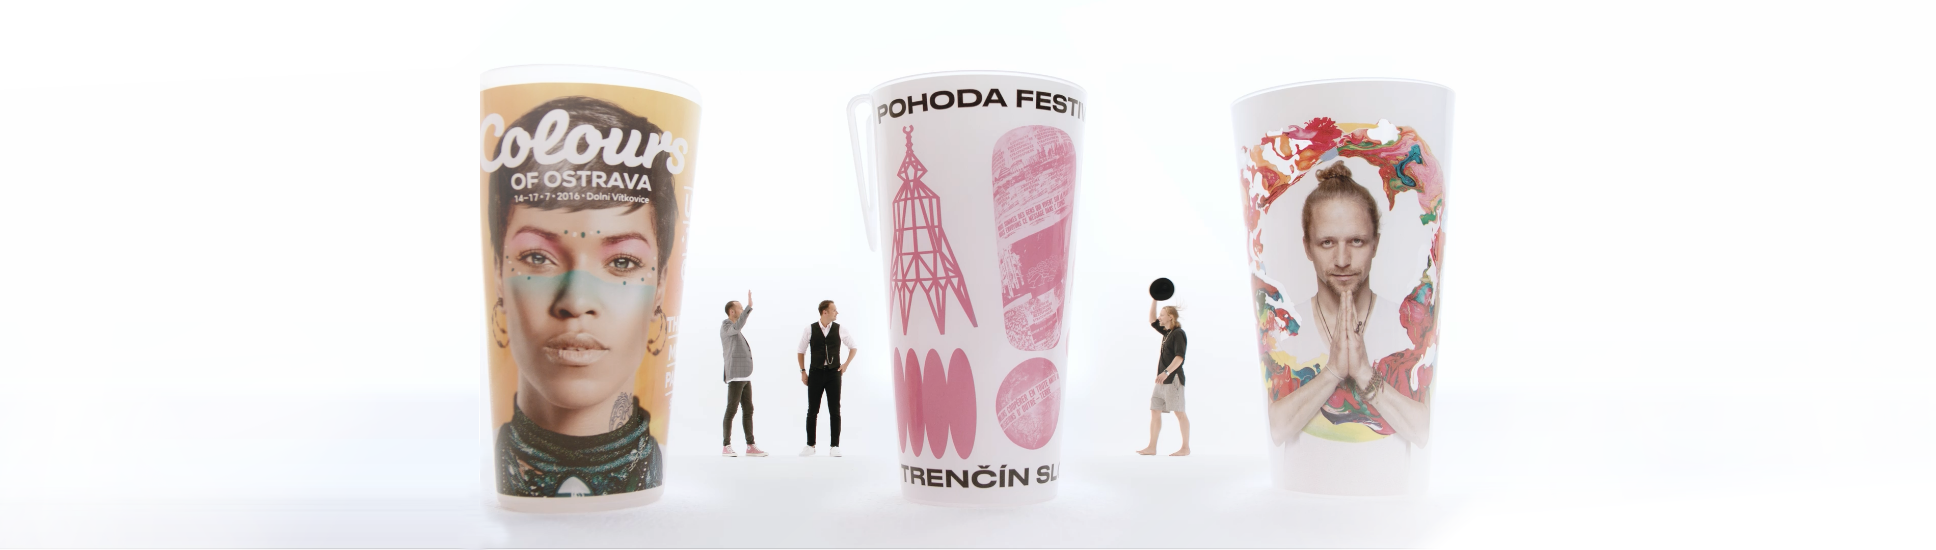 Colours
OF OSTRAVA
14-17•7•2016•Dolní Vítkovice
POHODA FESTI
TRENČÍN SL